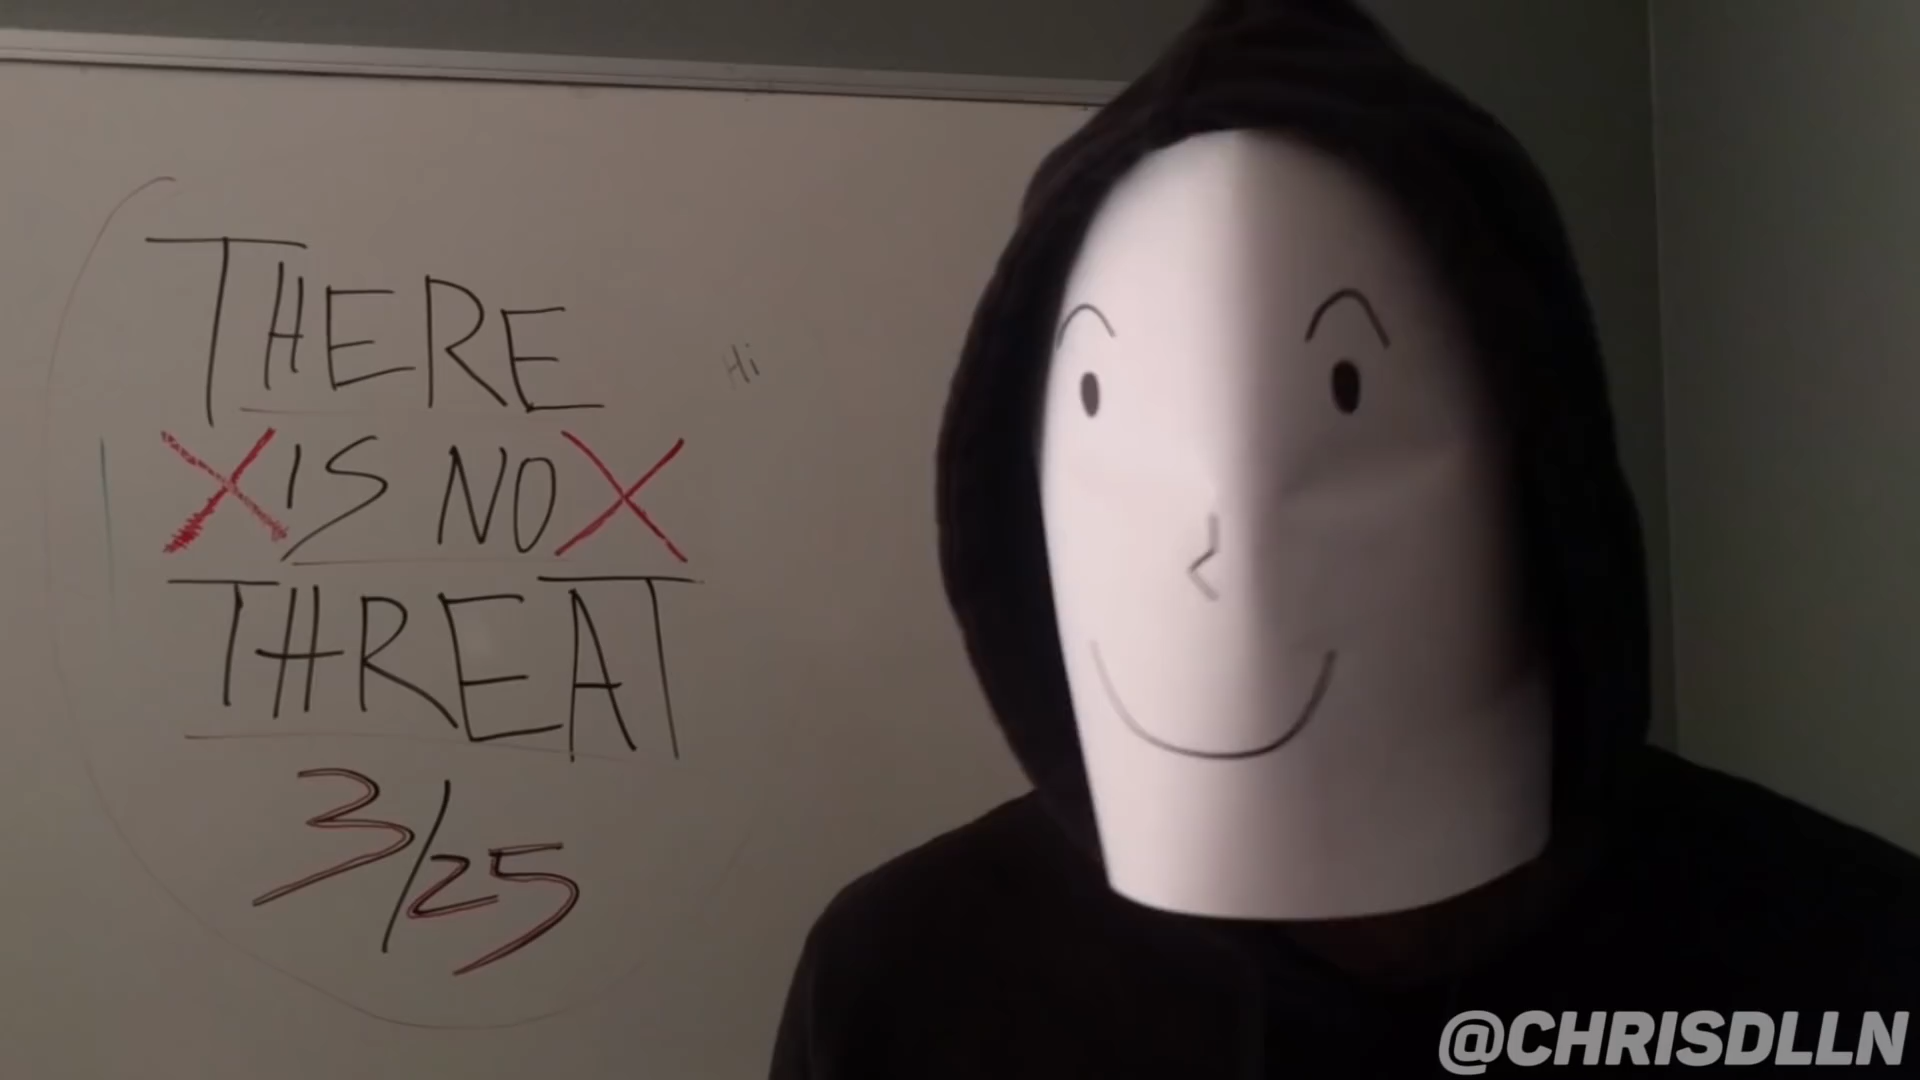 THERE
Hi
X IS NO X
THREAT
3/25
@CHRISDLLN